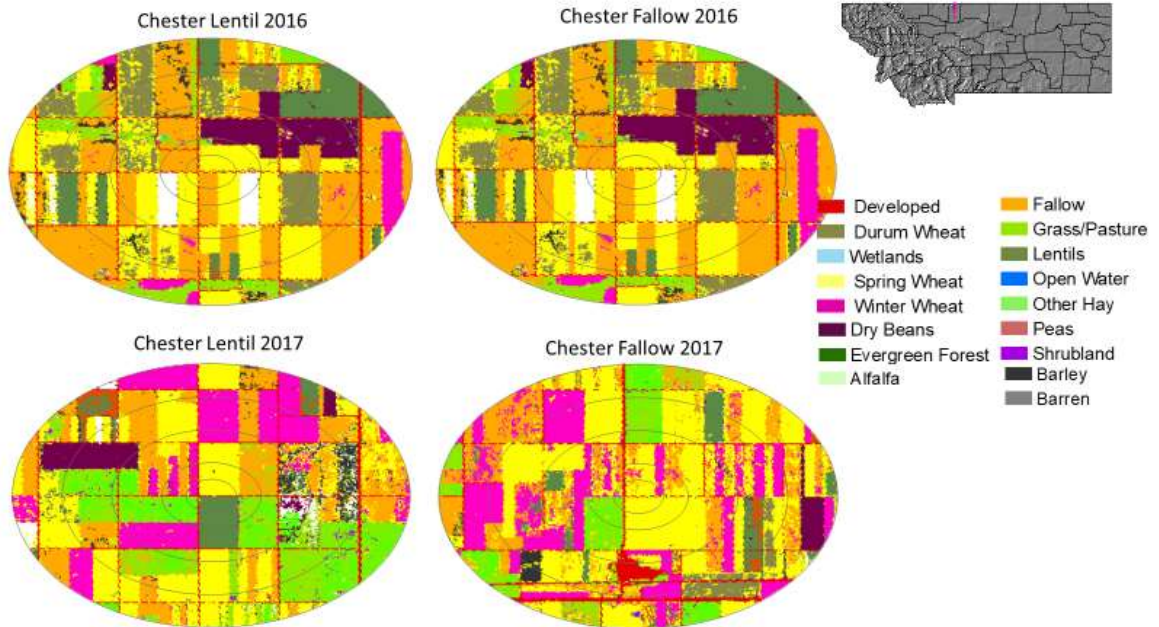 Chester Lentil 2016
Chester Fallow 2016
Developed
Durum Wheat
Wetlands
Spring Wheat
Winter Wheat
Dry Beans
Evergreen Forest
Alfalfa
Fallow
Grass/Pasture
Lentils
Open Water
Other Hay
Peas
Shrubland
Barley
Barren
Chester Lentil 2017
Chester Fallow 2017